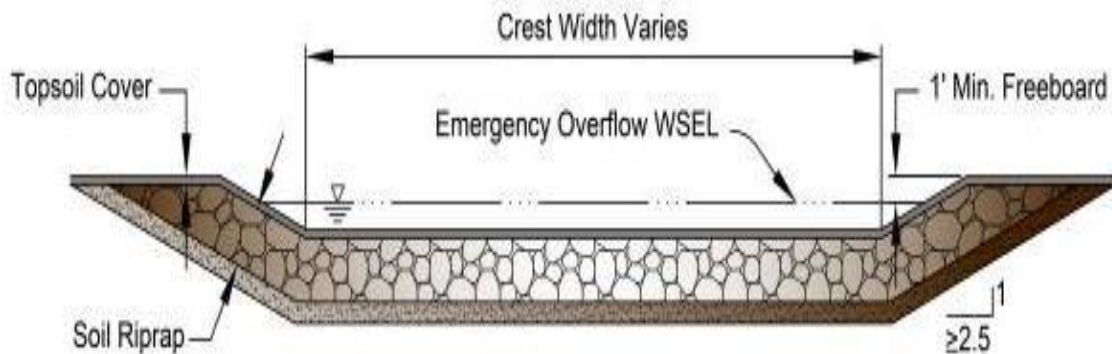 Crest Width Varies
Topsoil Cover
1' Min. Freeboard
Emergency Overflow WSEL
Soil Riprap
1
≥2.5